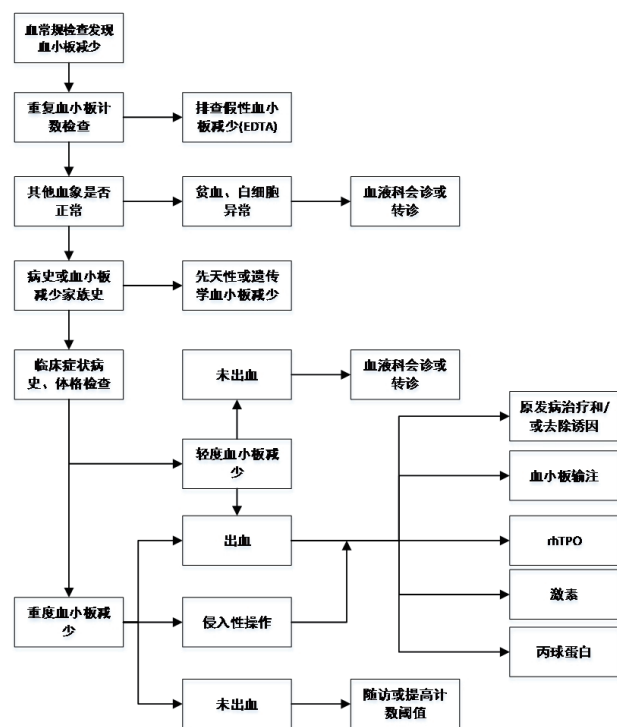 血常规检查发现
血小板减少
重复血小板计
数检查
排查假性血小
板减少(EDTA)
其他血象是否
正常
贫血、白细胞
异常
血液科会诊或
转诊
病史或血小板
减少家族史
先天性或遗传
学血小板减少
临床症状病
史、体格检查
未出血
血液科会诊或
转诊
原发病治疗和/
或去除诱因
轻度血小板减
少
血小板输注
出血
rhTPO
重度血小板减
少
侵入性操作
激素
丙球蛋白
未出血
随访或提高计
数阈值